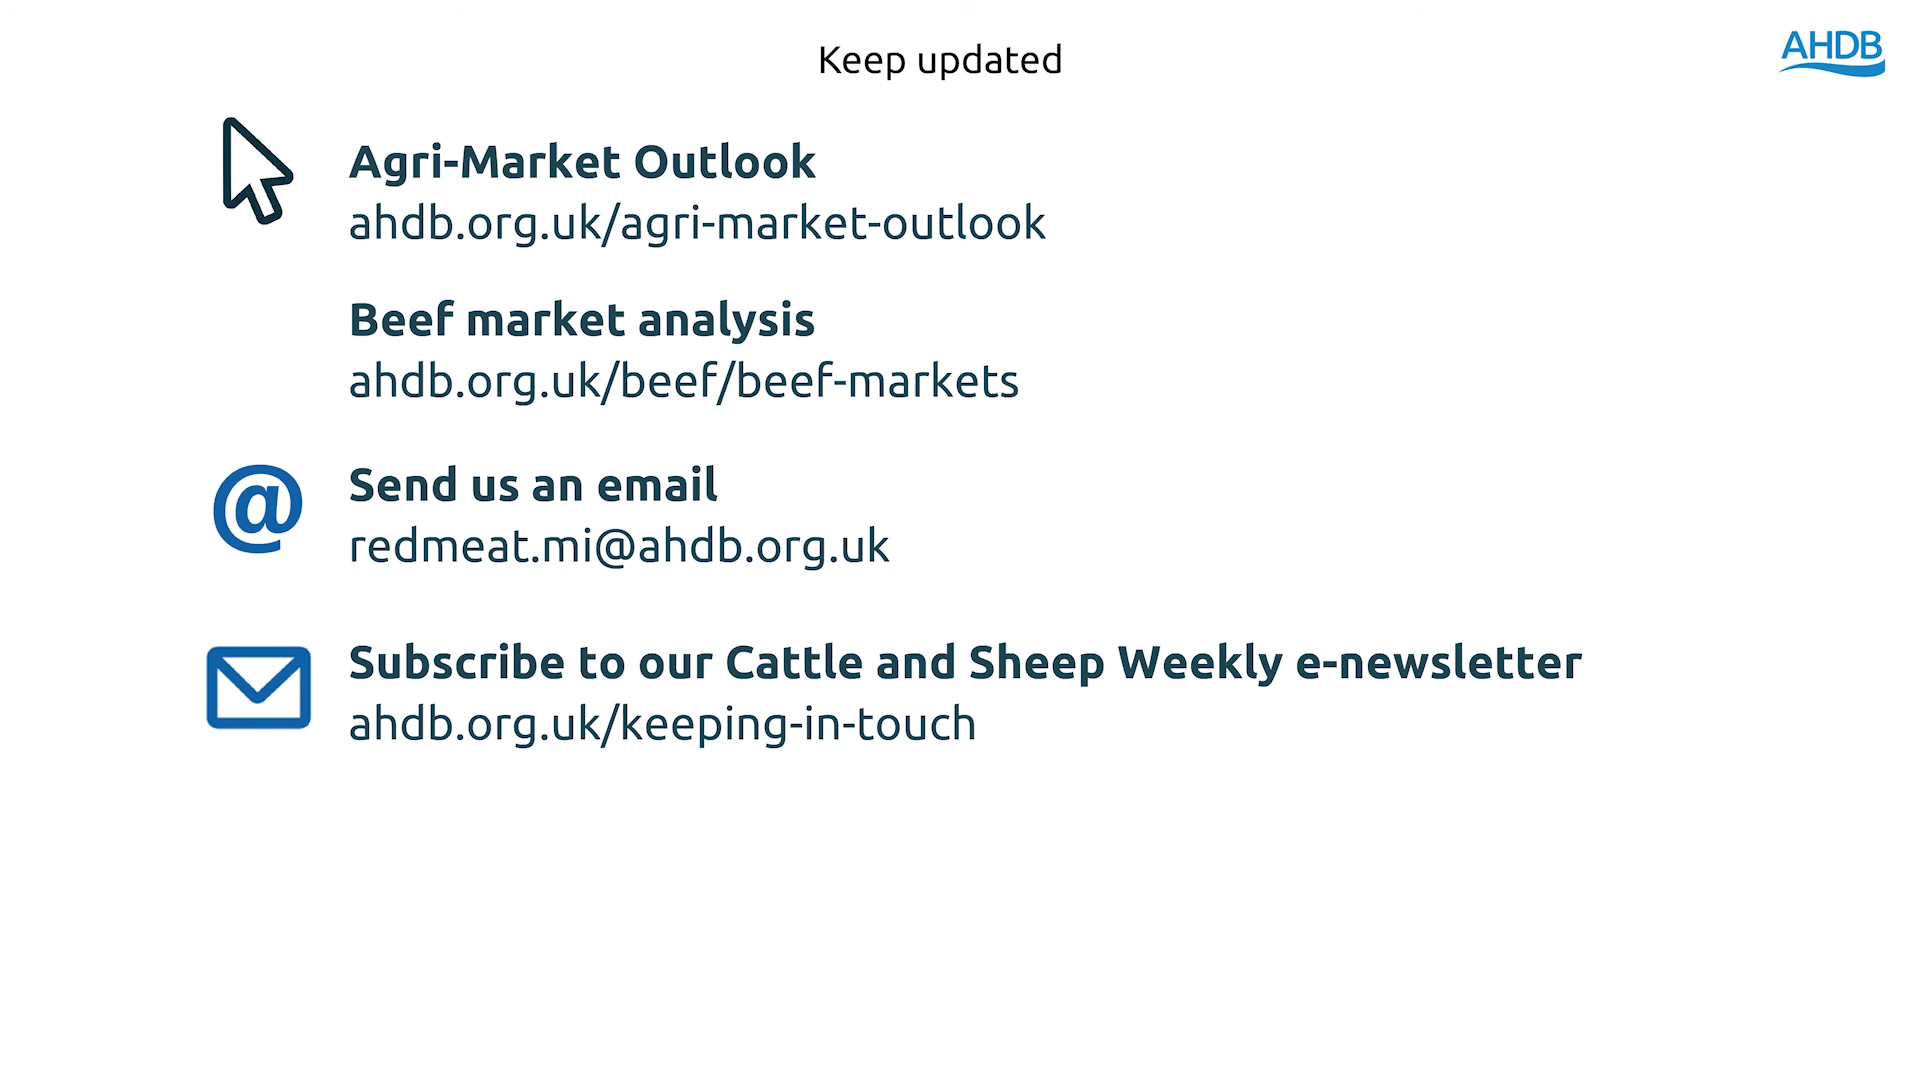 Keep updated
AHDB
Agri-Market Outlook
ahdb.org.uk/agri-market-outlook
Beef market analysis
ahdb.org.uk/beef/beef-markets
@
Send us an email
redmeat.mi@ahdb.org.uk
Subscribe to our Cattle and Sheep Weekly e-newsletter
ahdb.org.uk/keeping-in-touch